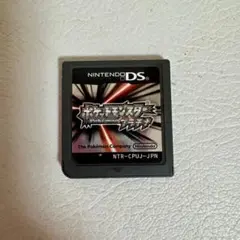 NINTENDO DS
ポケットモンスター
プラチナ
The Pokémon Company
Nintendo
NTR-CPUJ-JPN